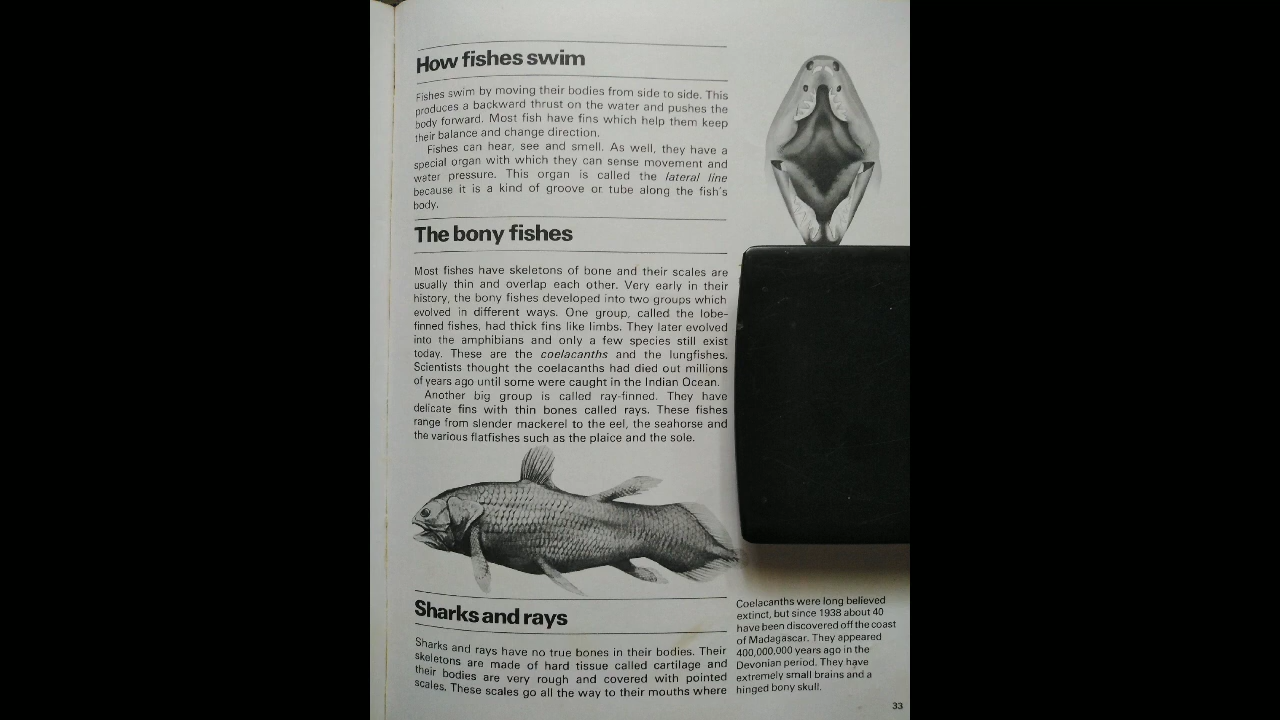 How fishes swim
Fishes swim by moving their bodies from side to side. This
produces a backward thrust on the water and pushes the
body forward. Most fish have fins which help them keep
their balance and change direction.
Fishes can hear, see and smell. As well, they have a
special organ with which they can sense movement and
water pressure. This organ is called the lateral line
because it is a kind of groove or tube along the fish's
body.
The bony fishes
Most fishes have skeletons of bone and their scales are
usually thin and overlap each other. Very early in their
history, the bony fishes developed into two groups which
evolved in different ways. One group, called the lobe-
finned fishes, had thick fins like limbs. They later evolved
into the amphibians and only a few species still exist
today. These are the coelacanths and the lungfishes.
Scientists thought the coelacanths had died out millions
of years ago until some were caught in the Indian Ocean.
Another big group is called ray-finned. They have
delicate fins with thin bones called rays. These fishes
range from slender mackerel to the eel, the seahorse and
the various flatfishes such as the plaice and the sole.
Sharks and rays
Sharks and rays have no true bones in their bodies. Their
skeletons are made of hard tissue called cartilage and
their bodies are very rough and covered with pointed
scales. These scales go all the way to their mouths where
Coelacanths were long believed
extinct, but since 1938 about 40
have been discovered off the coast
of Madagascar. They appeared
400,000,000 years ago in the
Devonian period. They have
extremely small brains and a
hinged bony skull.
33